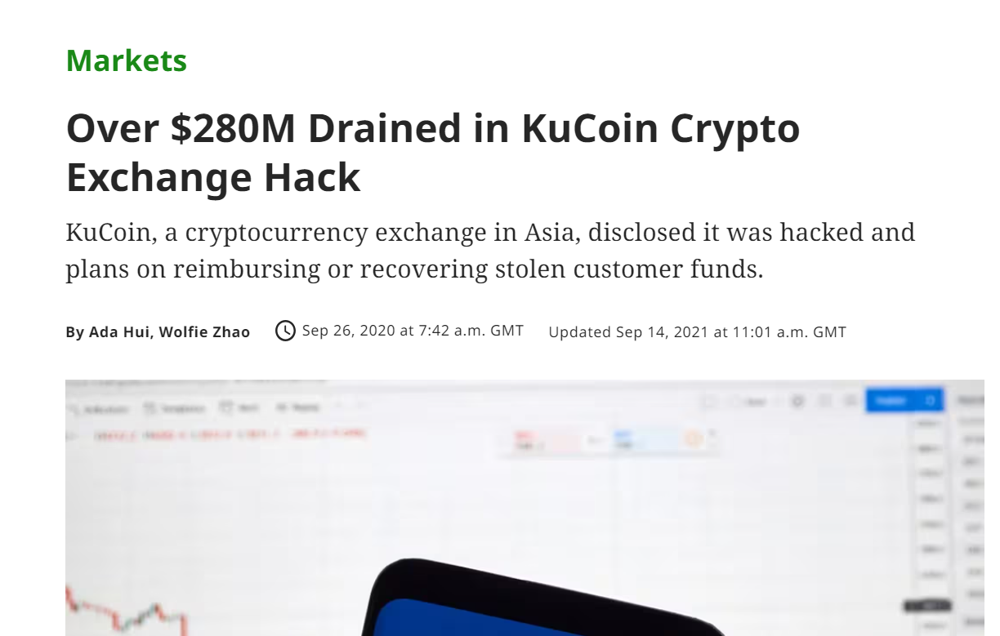 Markets
Over $280M Drained in KuCoin Crypto
Exchange Hack
KuCoin, a cryptocurrency exchange in Asia, disclosed it was hacked and
plans on reimbursing or recovering stolen customer funds.
By Ada Hui, Wolfie Zhao Sep 26, 2020 at 7:42 a.m. GMT Updated Sep 14, 2021 at 11:01 a.m. GMT